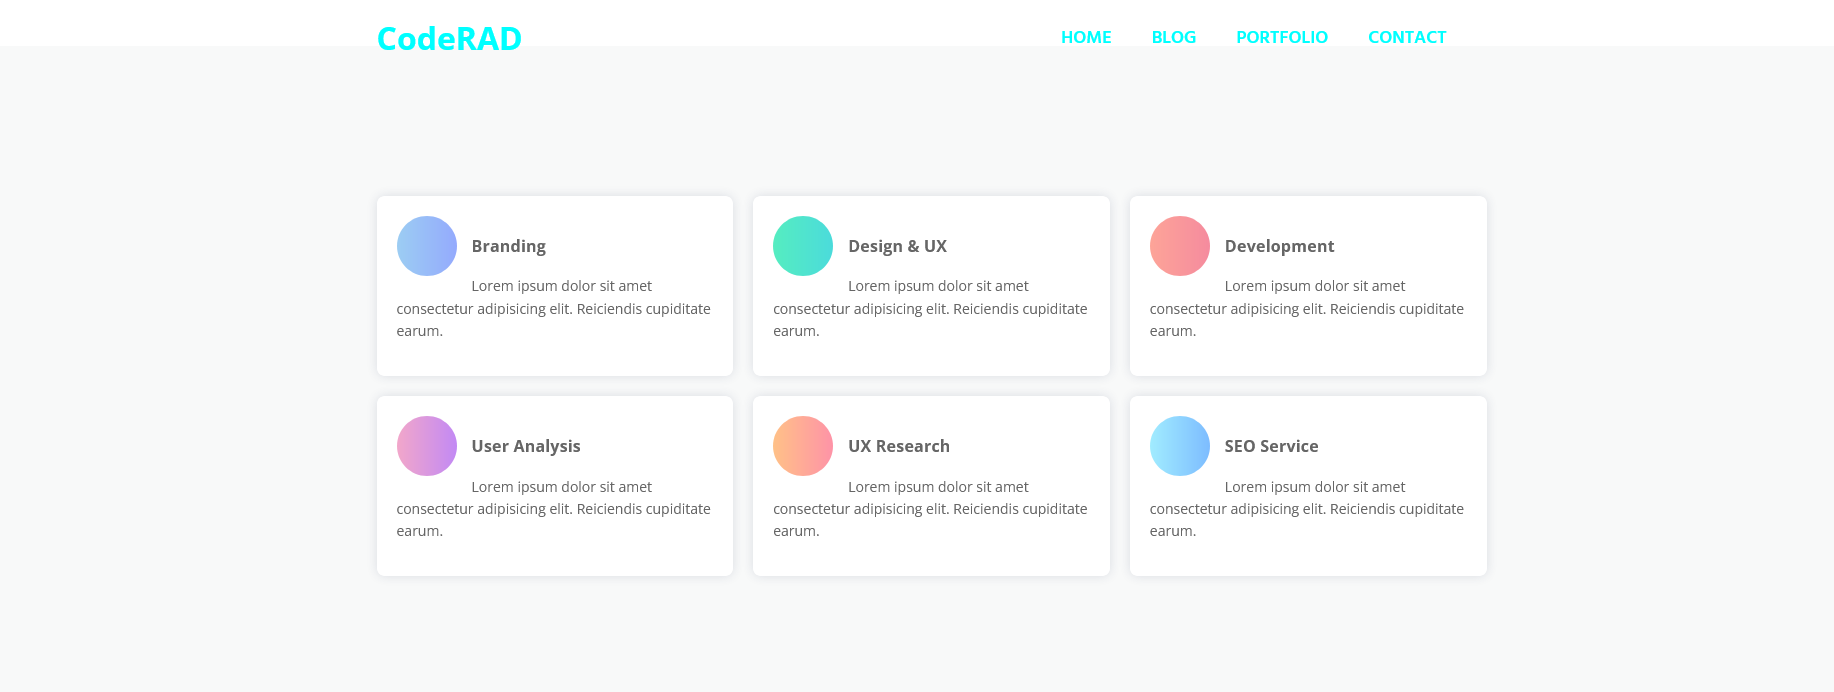 CodeRAD
HOME BLOG PORTFOLIO CONTACT
Branding
Lorem ipsum dolor sit amet
consectetur adipisicing elit. Reiciendis cupiditate
earum.
Design & UX
Lorem ipsum dolor sit amet
consectetur adipisicing elit. Reiciendis cupiditate
earum.
Development
Lorem ipsum dolor sit amet
consectetur adipisicing elit. Reiciendis cupiditate
earum.
User Analysis
Lorem ipsum dolor sit amet
consectetur adipisicing elit. Reiciendis cupiditate
earum.
UX Research
Lorem ipsum dolor sit amet
consectetur adipisicing elit. Reiciendis cupiditate
earum.
SEO Service
Lorem ipsum dolor sit amet
consectetur adipisicing elit. Reiciendis cupiditate
earum.